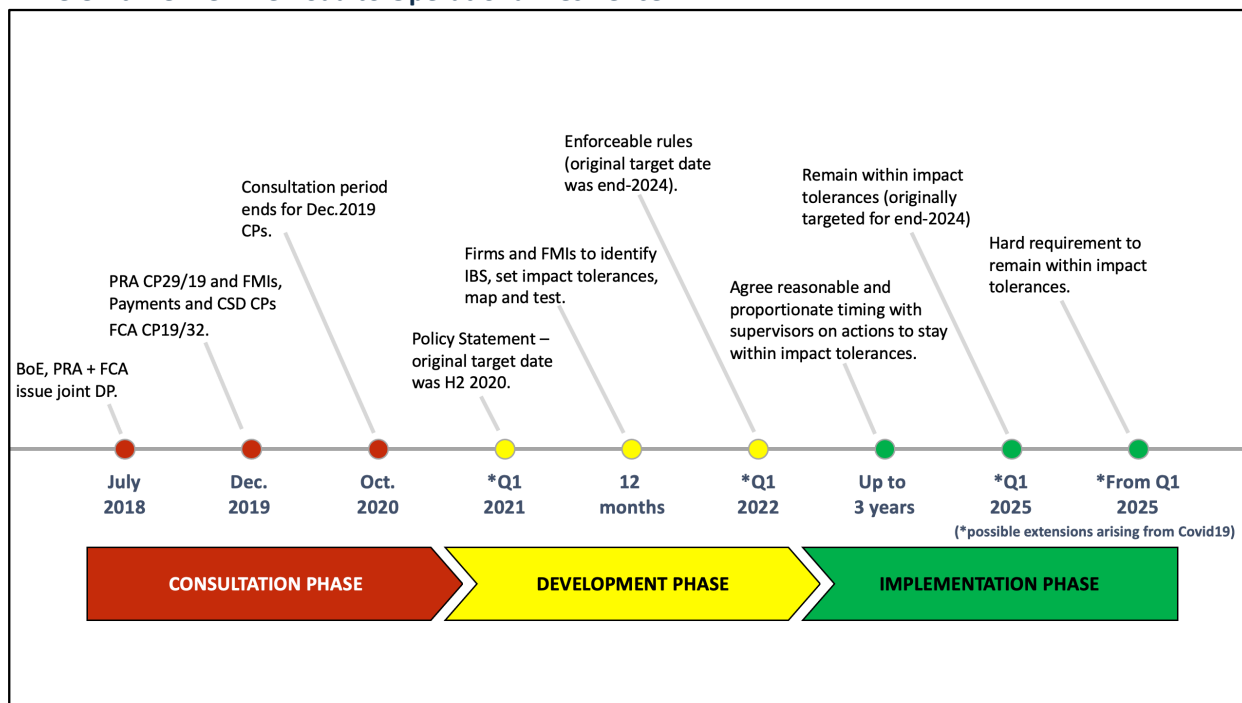 BoE, PRA + FCA
issue joint DP.
PRA CP29/19 and FMIs,
Payments and CSD CPs
FCA CP19/32.
Consultation period
ends for Dec.2019
CPs.
Policy Statement –
original target date
was H2 2020.
Firms and FMIs to identify
IBS, set impact tolerances,
map and test.
Enforceable rules
(original target date
was end-2024).
Agree reasonable and
proportionate timing with
supervisors on actions to stay
within impact tolerances.
Remain within impact
tolerances (originally
targeted for end-2024)
Hard requirement to
remain within impact
tolerances.
July
2018
Dec.
2019
Oct.
2020
*Q1
2021
12
months
*Q1
2022
Up to
3 years
*Q1
2025
*From Q1
2025
(*possible extensions arising from Covid19)
CONSULTATION PHASE
DEVELOPMENT PHASE
IMPLEMENTATION PHASE